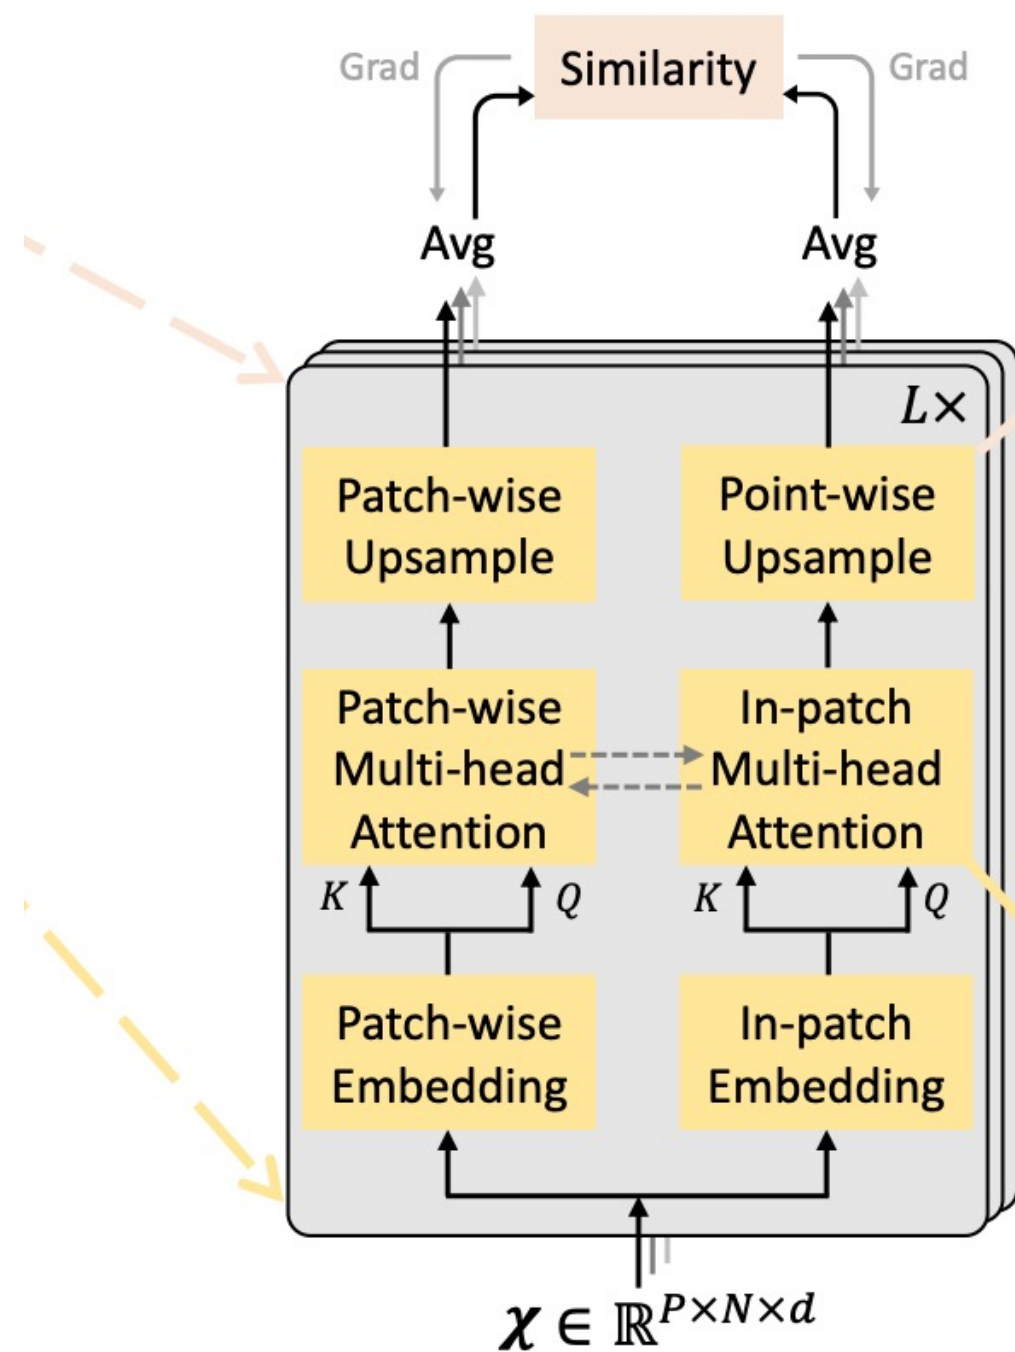 Grad
Similarity
Grad
Avg
Avg
L×
Patch-wise
Upsample
Point-wise
Upsample
Patch-wise
Multi-head
Attention
In-patch
Multi-head
Attention
K
Q
K
Q
Patch-wise
Embedding
In-patch
Embedding
𝝌 ∈ ℝ^{P×N×d}